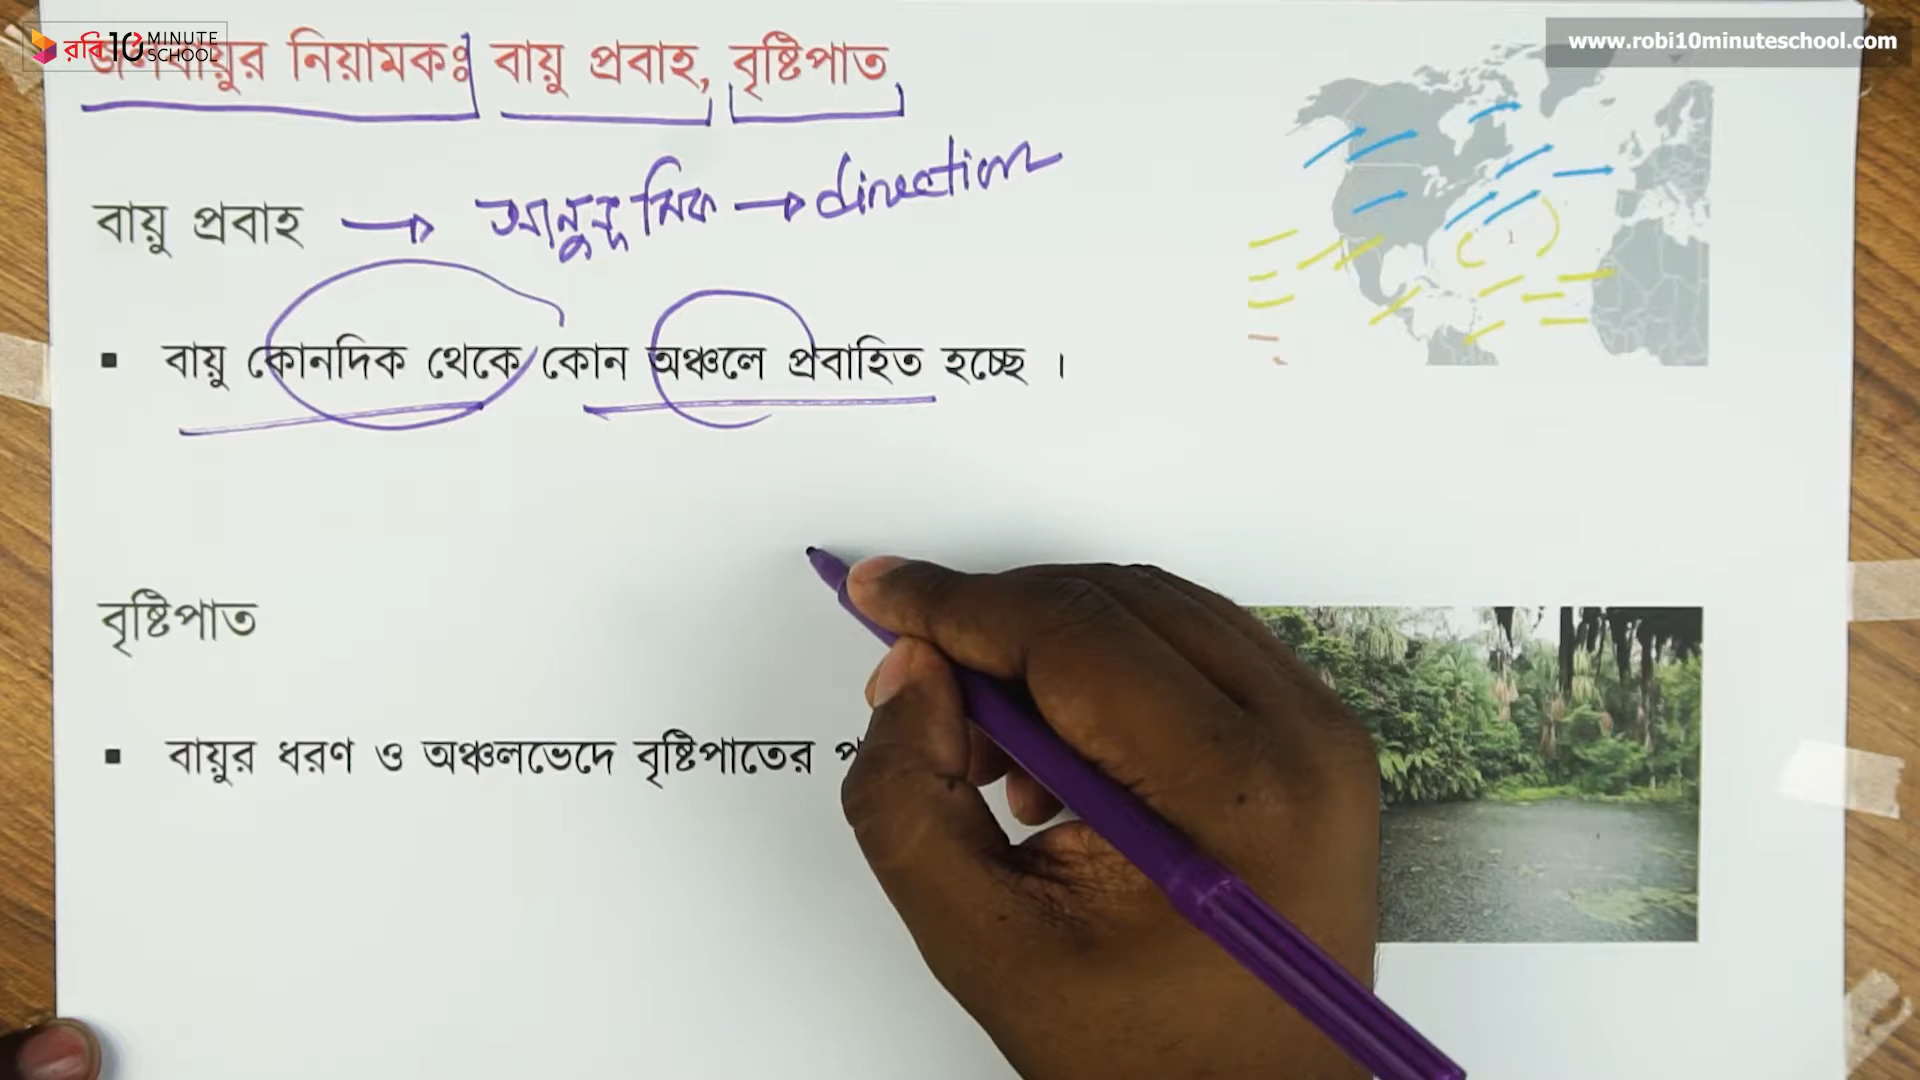 রবি 10 MINUTE SCHOOL
www.robi10minuteschool.com
জলবায়ুর নিয়ামকঃ বায়ু প্রবাহ, বৃষ্টিপাত
বায়ু প্রবাহ → আনুভূমিক → direction
▪ বায়ু কোনদিক থেকে কোন অঞ্চলে প্রবাহিত হচ্ছে ।
বৃষ্টিপাত
▪ বায়ুর ধরণ ও অঞ্চলভেদে বৃষ্টিপাতের